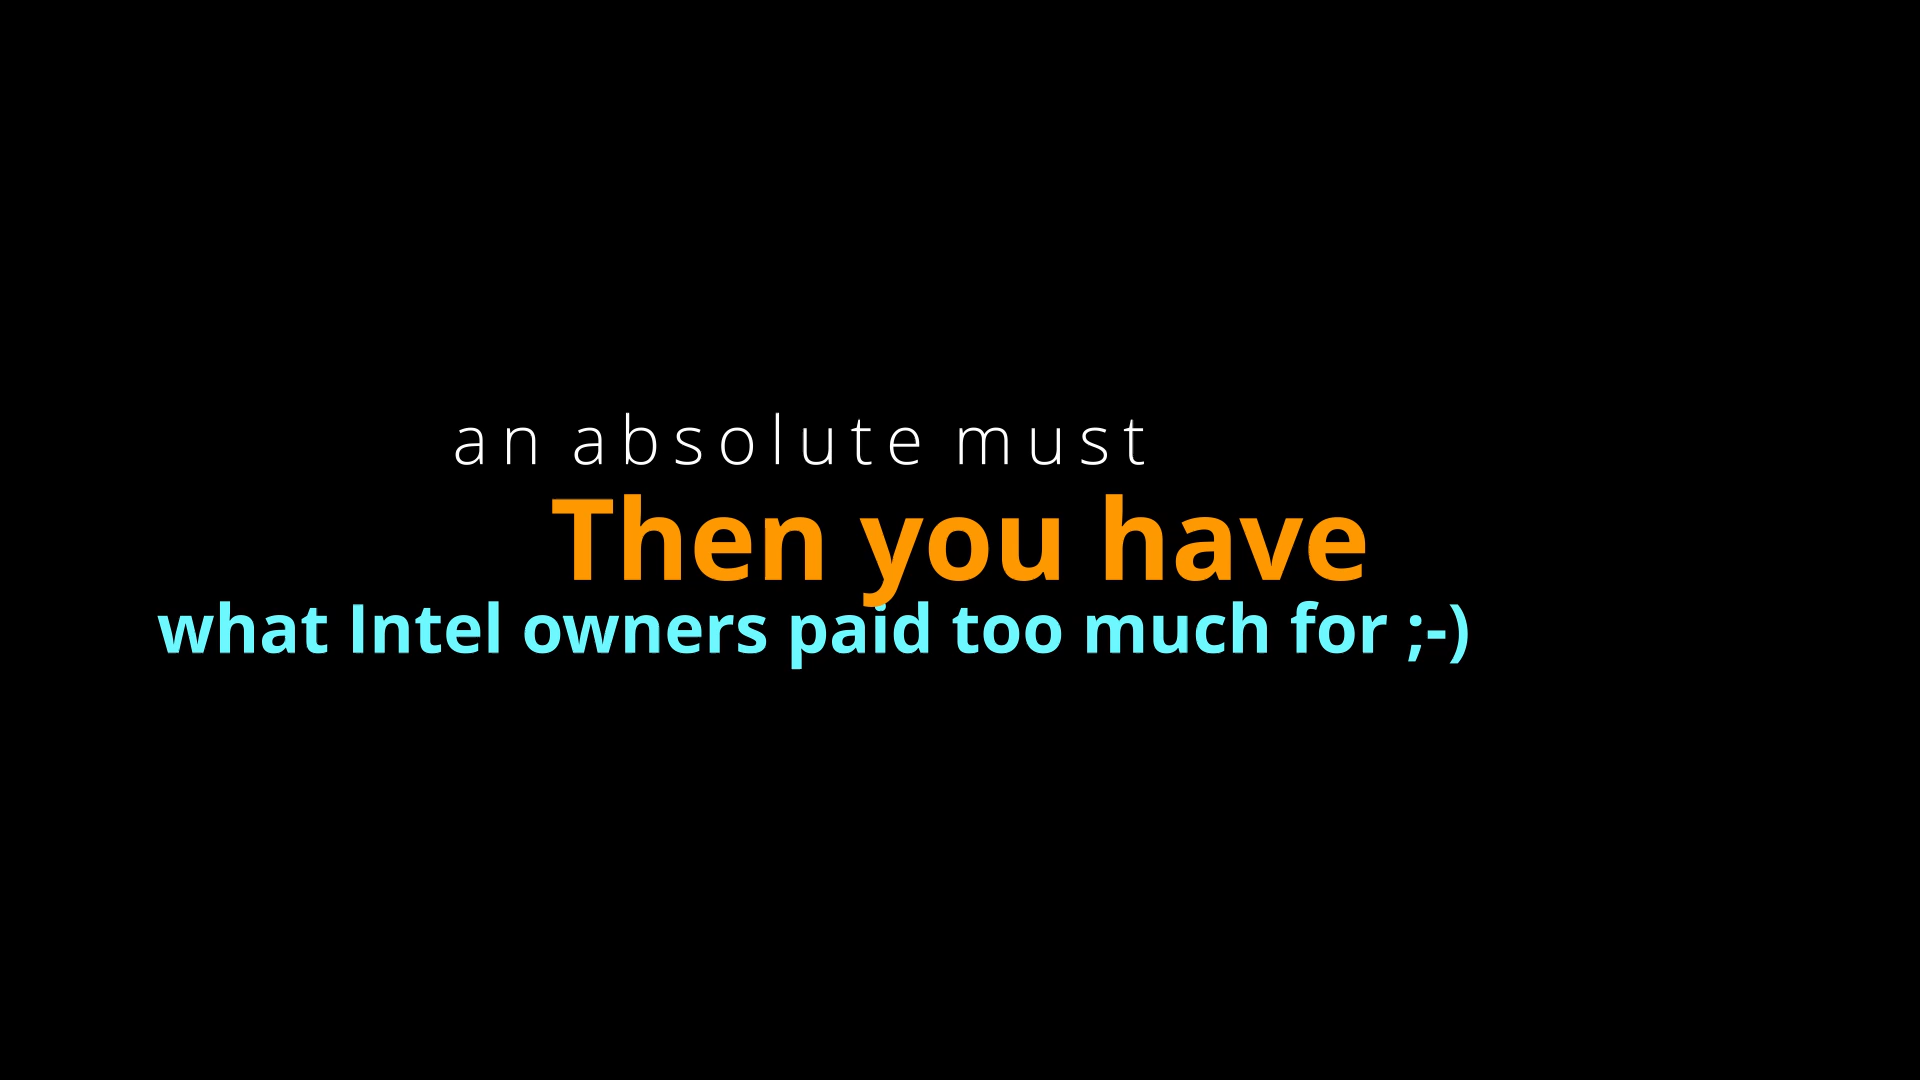 an absolute must
Then you have
what Intel owners paid too much for ;-)